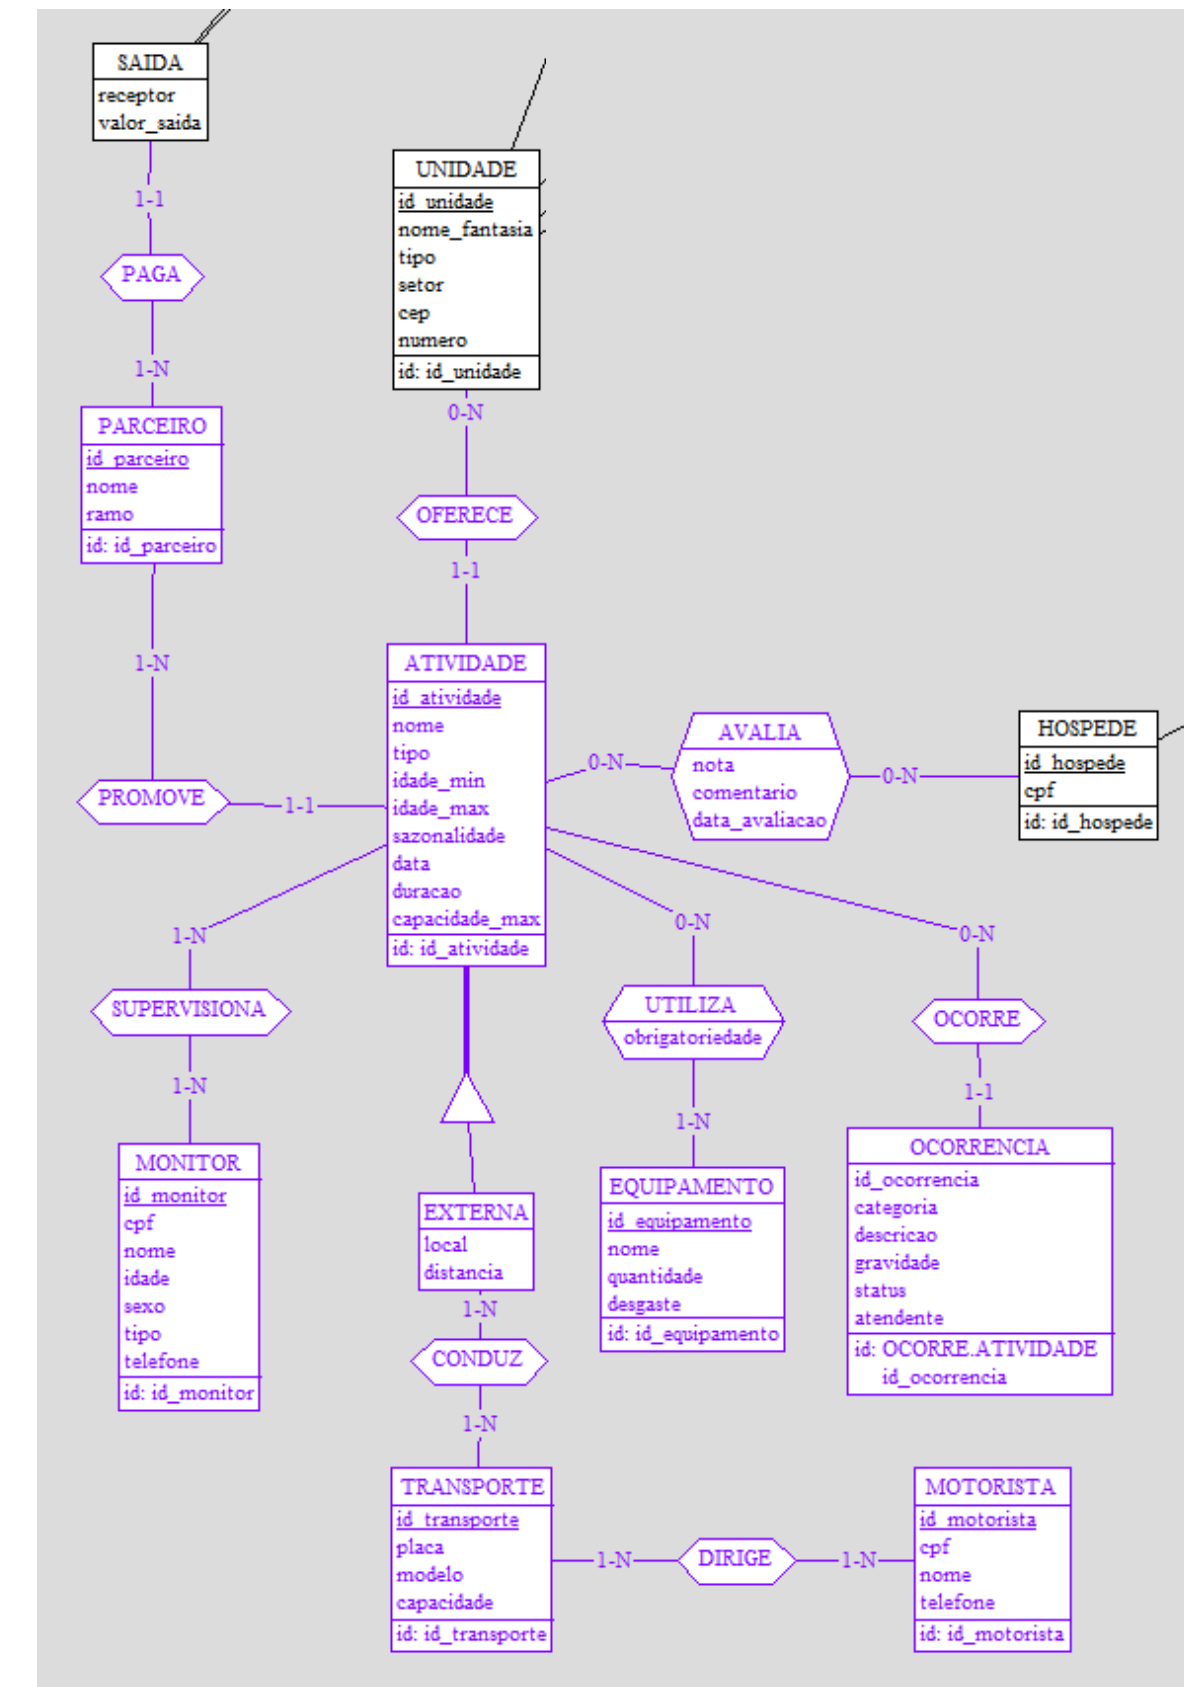 SAIDA
receptor
valor_saida
1-1
PAGA
1-N
PARCEIRO
id_parceiro
nome
ramo
id: id_parceiro
1-N
PROMOVE
1-1
UNIDADE
id_unidade
nome_fantasia
tipo
setor
cep
numero
id: id_unidade
0-N
OFERECE
1-1
ATIVIDADE
id_atividade
nome
tipo
idade_min
idade_max
sazonalidade
data
duracao
capacidade_max
id: id_atividade
0-N
AVALIA
nota
comentario
data_avaliacao
0-N
HOSPEDE
id_hospede
cpf
id: id_hospede
1-N
SUPERVISIONA
1-N
MONITOR
id_monitor
cpf
nome
idade
sexo
tipo
telefone
id: id_monitor
0-N
UTILIZA
obrigatoriedade
1-N
EQUIPAMENTO
id_equipamento
nome
quantidade
desgaste
id: id_equipamento
0-N
OCORRE
1-1
OCORRENCIA
id_ocorrencia
categoria
descricao
gravidade
status
atendente
id: OCORRE.ATIVIDADE
id_ocorrencia
EXTERNA
local
distancia
1-N
CONDUZ
1-N
TRANSPORTE
id_transporte
placa
modelo
capacidade
id: id_transporte
1-N
DIRIGE
1-N
MOTORISTA
id_motorista
cpf
nome
telefone
id: id_motorista